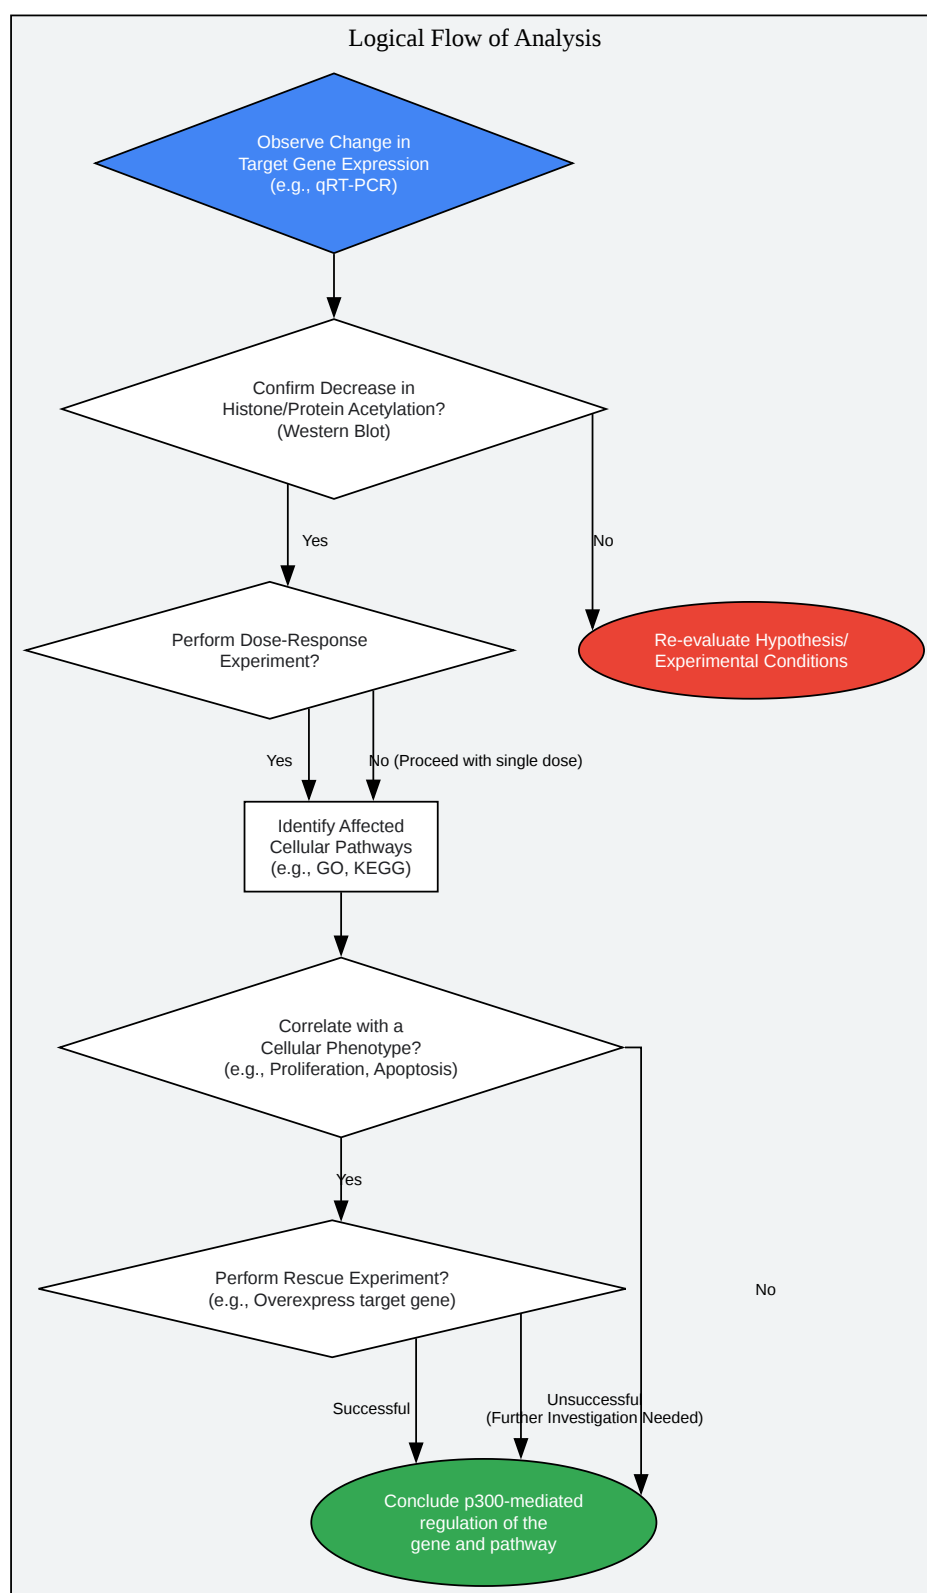 Logical Flow of Analysis
Observe Change in
Target Gene Expression
(e.g., qRT-PCR)
Confirm Decrease in
Histone/Protein Acetylation?
(Western Blot)
Yes
No
Perform Dose-Response
Experiment?
Re-evaluate Hypothesis/
Experimental Conditions
Yes
No (Proceed with single dose)
Identify Affected
Cellular Pathways
(e.g., GO, KEGG)
Correlate with a
Cellular Phenotype?
(e.g., Proliferation, Apoptosis)
Yes
Perform Rescue Experiment?
(e.g., Overexpress target gene)
No
Successful
Unsuccessful
(Further Investigation Needed)
Conclude p300-mediated
regulation of the
gene and pathway